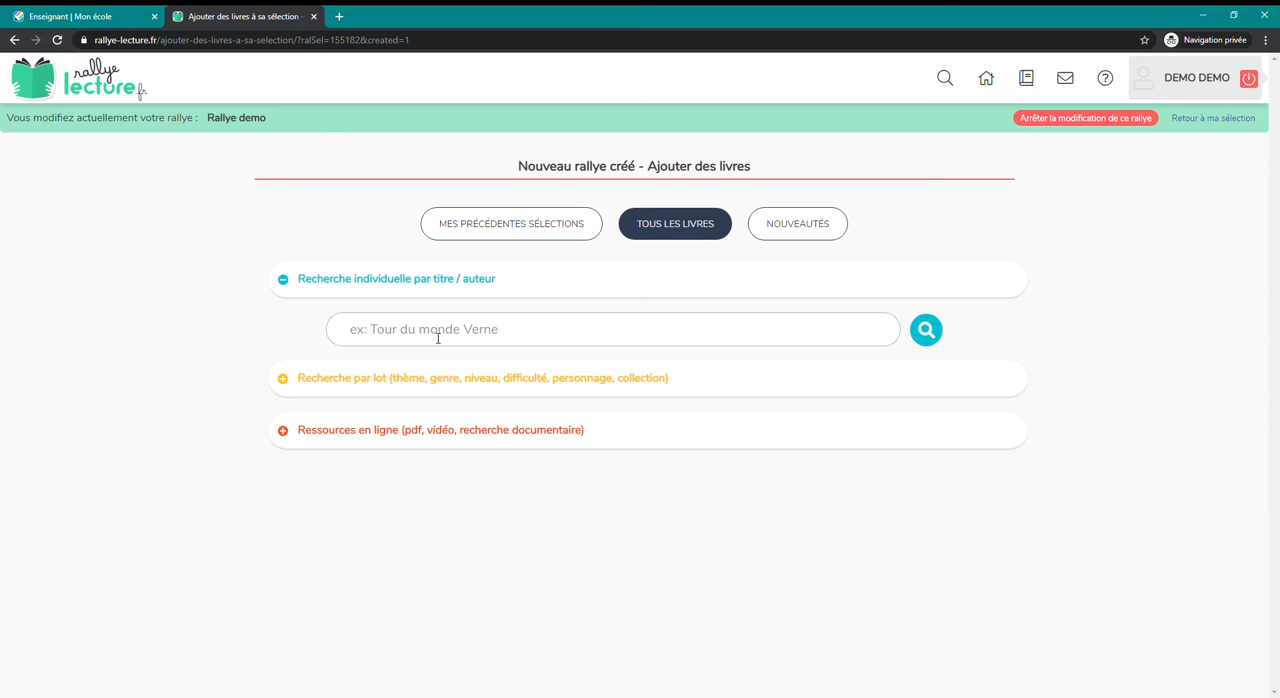 Enseignant | Mon école
Ajouter des livres à sa sélection -
rallye-lecture.fr/ajouter-des-livres-a-sa-selection/?ralSel=155182&created=1
Navigation privée
rallye
lecture.fr
DEMO DEMO
Vous modifiez actuellement votre rallye : Rallye demo
Arrêter la modification de ce rallye
Retour à ma sélection
Nouveau rallye créé - Ajouter des livres
MES PRÉCÉDENTES SÉLECTIONS
TOUS LES LIVRES
NOUVEAUTÉS
Recherche individuelle par titre / auteur
ex: Tour du monde Verne
Recherche par lot (thème, genre, niveau, difficulté, personnage, collection)
Ressources en ligne (pdf, vidéo, recherche documentaire)